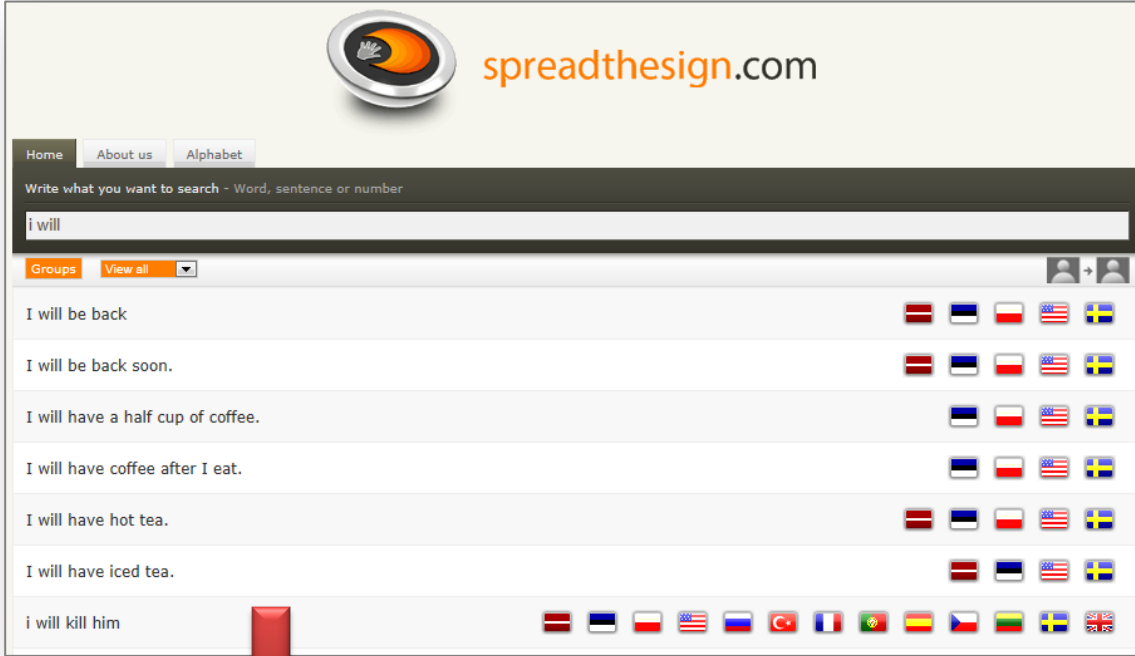 spreadthesign.com
Home About us Alphabet
Write what you want to search - Word, sentence or number
i will
Groups View all
I will be back
I will be back soon.
I will have a half cup of coffee.
I will have coffee after I eat.
I will have hot tea.
I will have iced tea.
i will kill him